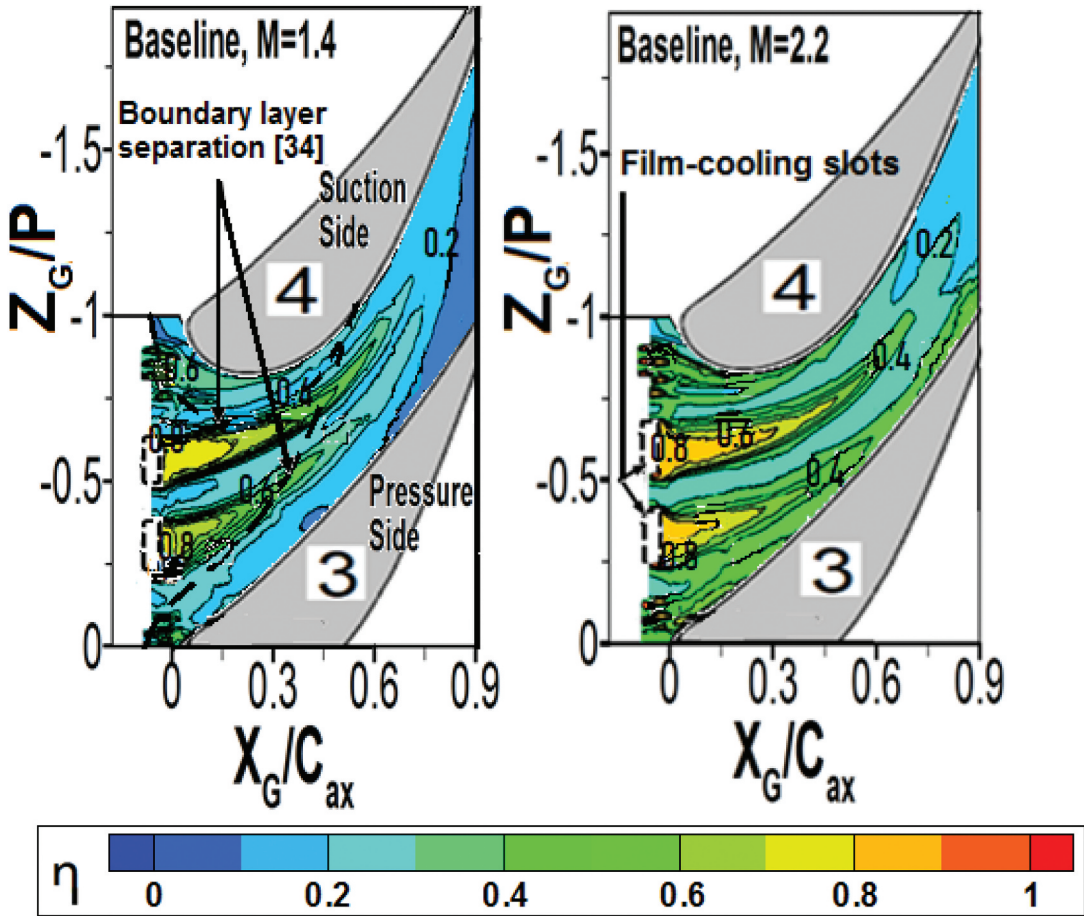 Baseline, M=1.4
Boundary layer
separation [34]
Suction
Side
4
0.2
0.6
0.4
0.8
0.6
0.8
Pressure
Side
3
-1.5
-1
-0.5
0
Z_G/P
0
0.3
0.6
0.9
X_G/C_ax
Baseline, M=2.2
Film-cooling slots
4
0.2
0.4
0.6
0.8
0.4
0.8
3
-1.5
-1
-0.5
0
Z_G/P
0
0.3
0.6
0.9
X_G/C_ax
η
0
0.2
0.4
0.6
0.8
1